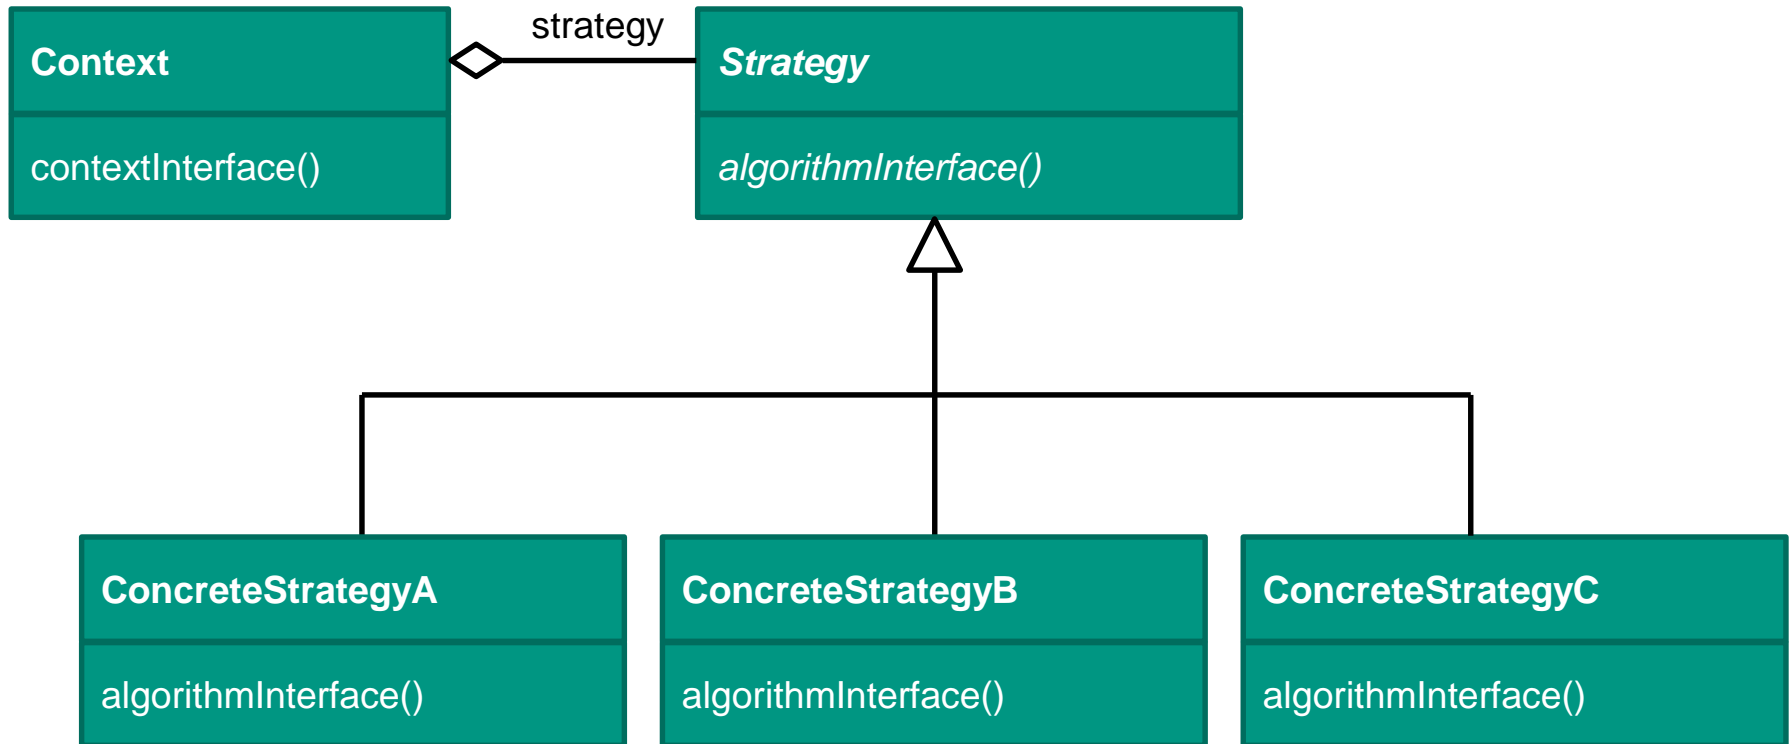 strategy
Context
Strategy
contextInterface()
algorithmInterface()
ConcreteStrategyA
ConcreteStrategyB
ConcreteStrategyC
algorithmInterface()
algorithmInterface()
algorithmInterface()